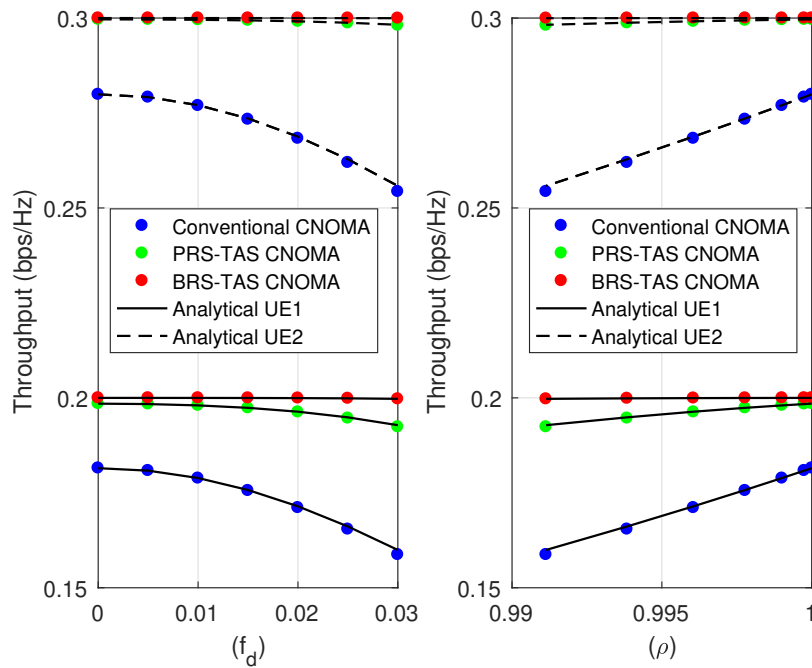 0.3
0.25
0.2
0.15
Throughput (bps/Hz)
Conventional CNOMA
PRS-TAS CNOMA
BRS-TAS CNOMA
Analytical UE1
Analytical UE2
0 0.01 0.02 0.03
(f_d)
0.3
0.25
0.2
0.15
Throughput (bps/Hz)
Conventional CNOMA
PRS-TAS CNOMA
BRS-TAS CNOMA
Analytical UE1
Analytical UE2
0.99 0.995 1
(ρ)